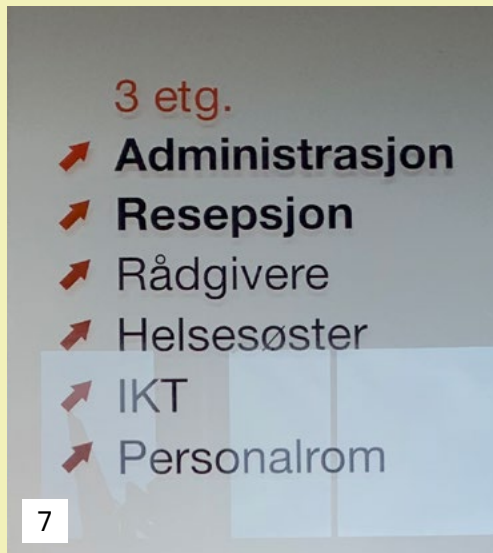 3 etg.
Administrasjon
Resepsjon
Rådgivere
Helsesøster
IKT
Personalrom
7